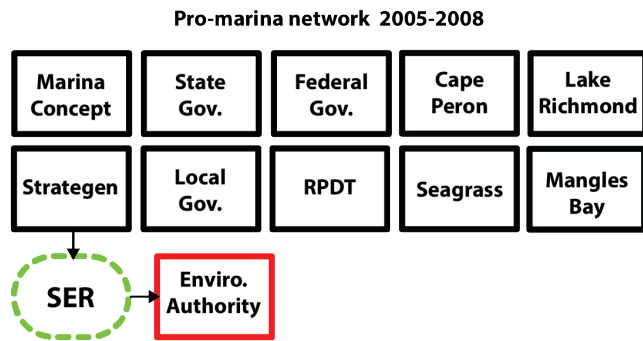 Pro-marina network 2005-2008
Marina
Concept
State
Gov.
Federal
Gov.
Cape
Peron
Lake
Richmond
Strategen
Local
Gov.
RPDT
Seagrass
Mangles
Bay
SER
Enviro.
Authority